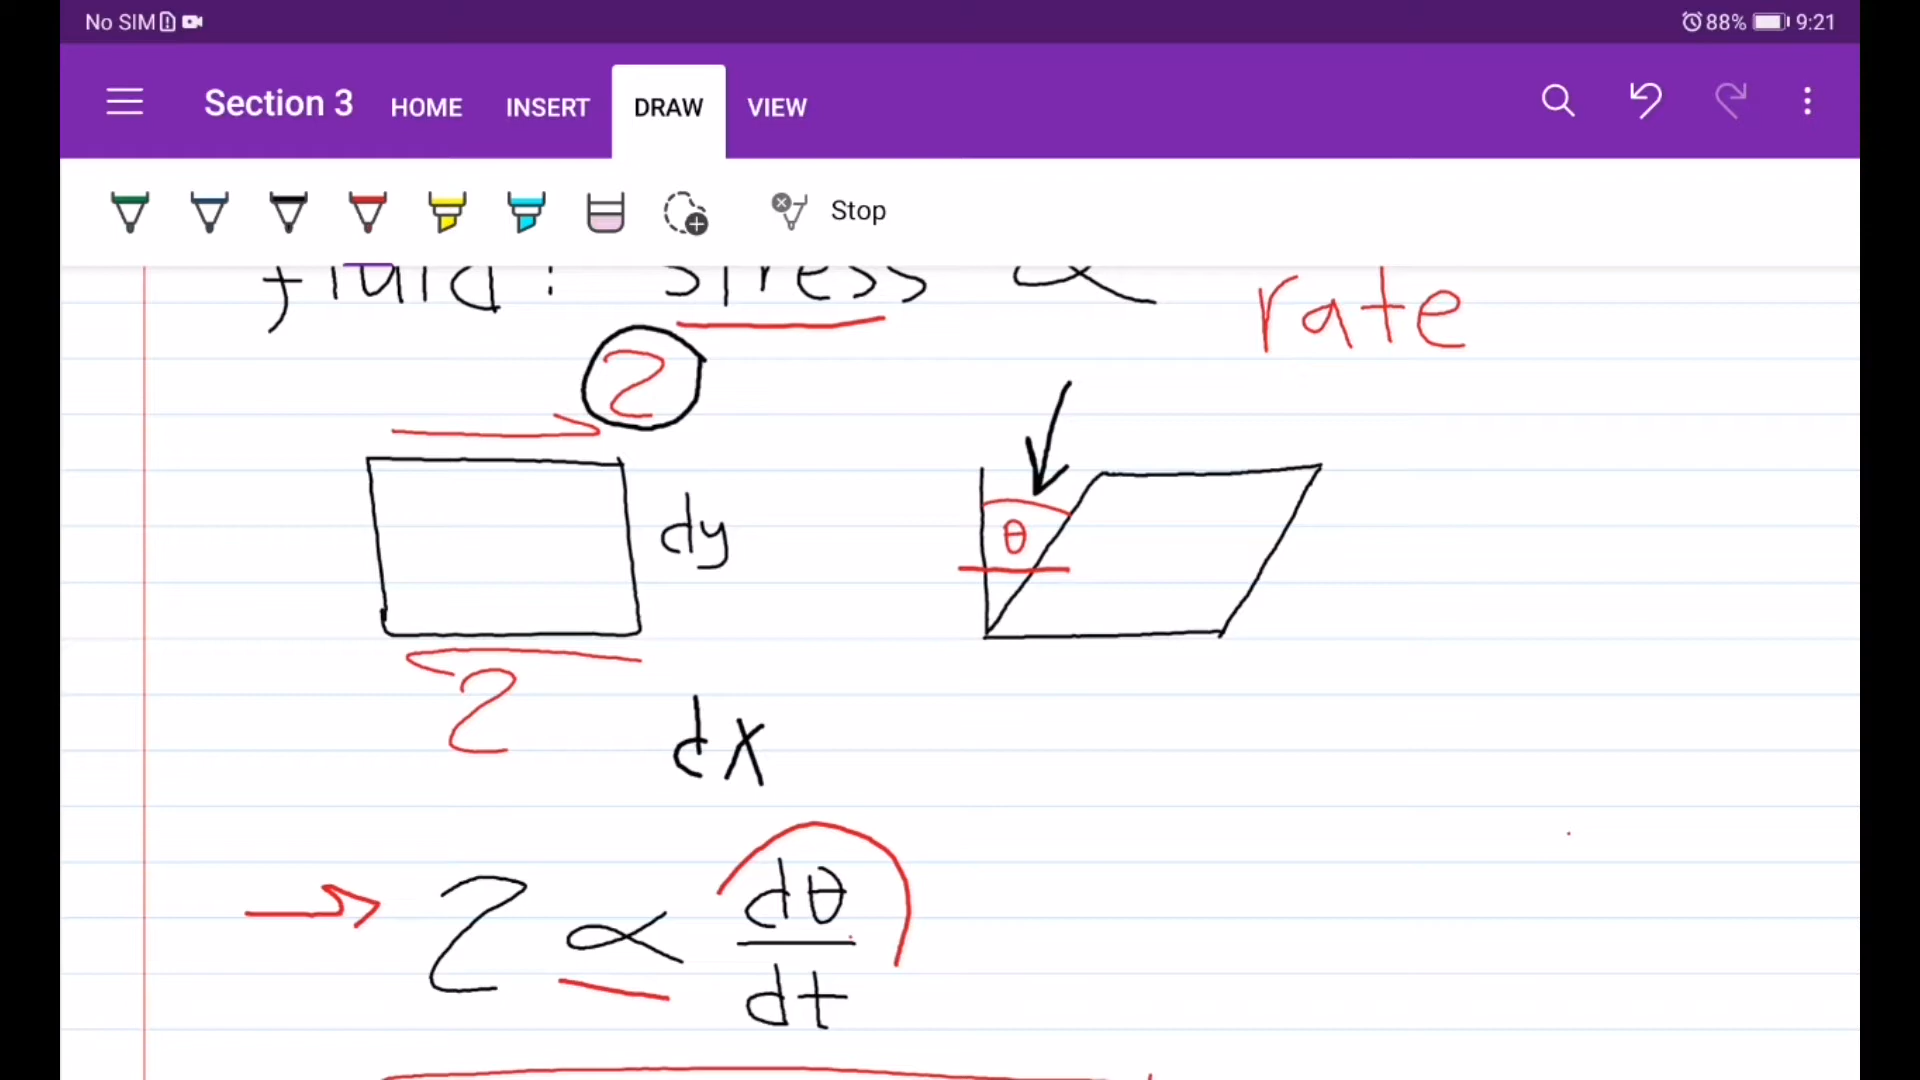 No SIM 88% 9:21
Section 3 HOME INSERT DRAW VIEW
Stop
fluid: stress ∝ rate
τ
θ
dy
τ
dx
τ ∝ dθ
dt